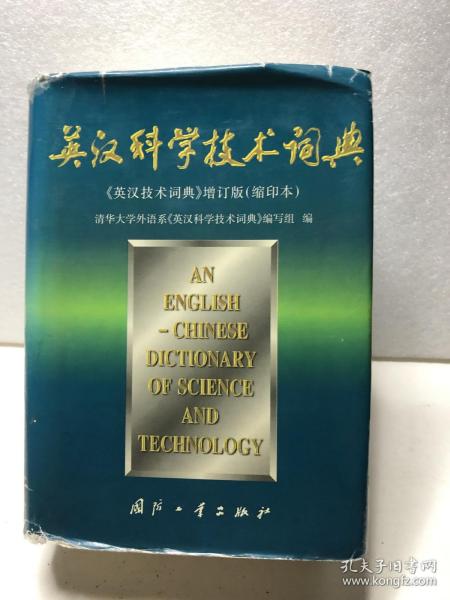 英汉科学技术词典
《英汉技术词典》增订版(缩印本)
清华大学外语系《英汉科学技术词典》编写组 编
AN
ENGLISH
-CHINESE
DICTIONARY
OF SCIENCE
AND
TECHNOLOGY
国防工业出版社
孔夫子旧书网
www.kongfz.com